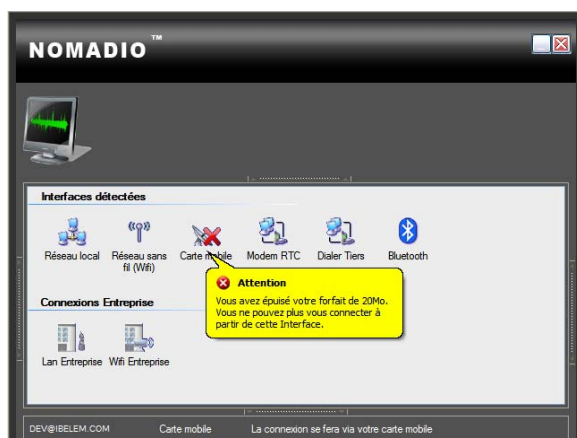 NOMADIO™
Interfaces détectées
Réseau local
Réseau sans fil (Wifi)
Carte mobile
Modem RTC
Dialer Tiers
Bluetooth
Attention
Vous avez épuisé votre forfait de 20Mo.
Vous ne pouvez plus vous connecter à
partir de cette Interface.
Connexions Entreprise
Lan Entreprise
Wifi Entreprise
DEV@IBELEM.COM
Carte mobile
La connexion se fera via votre carte mobile